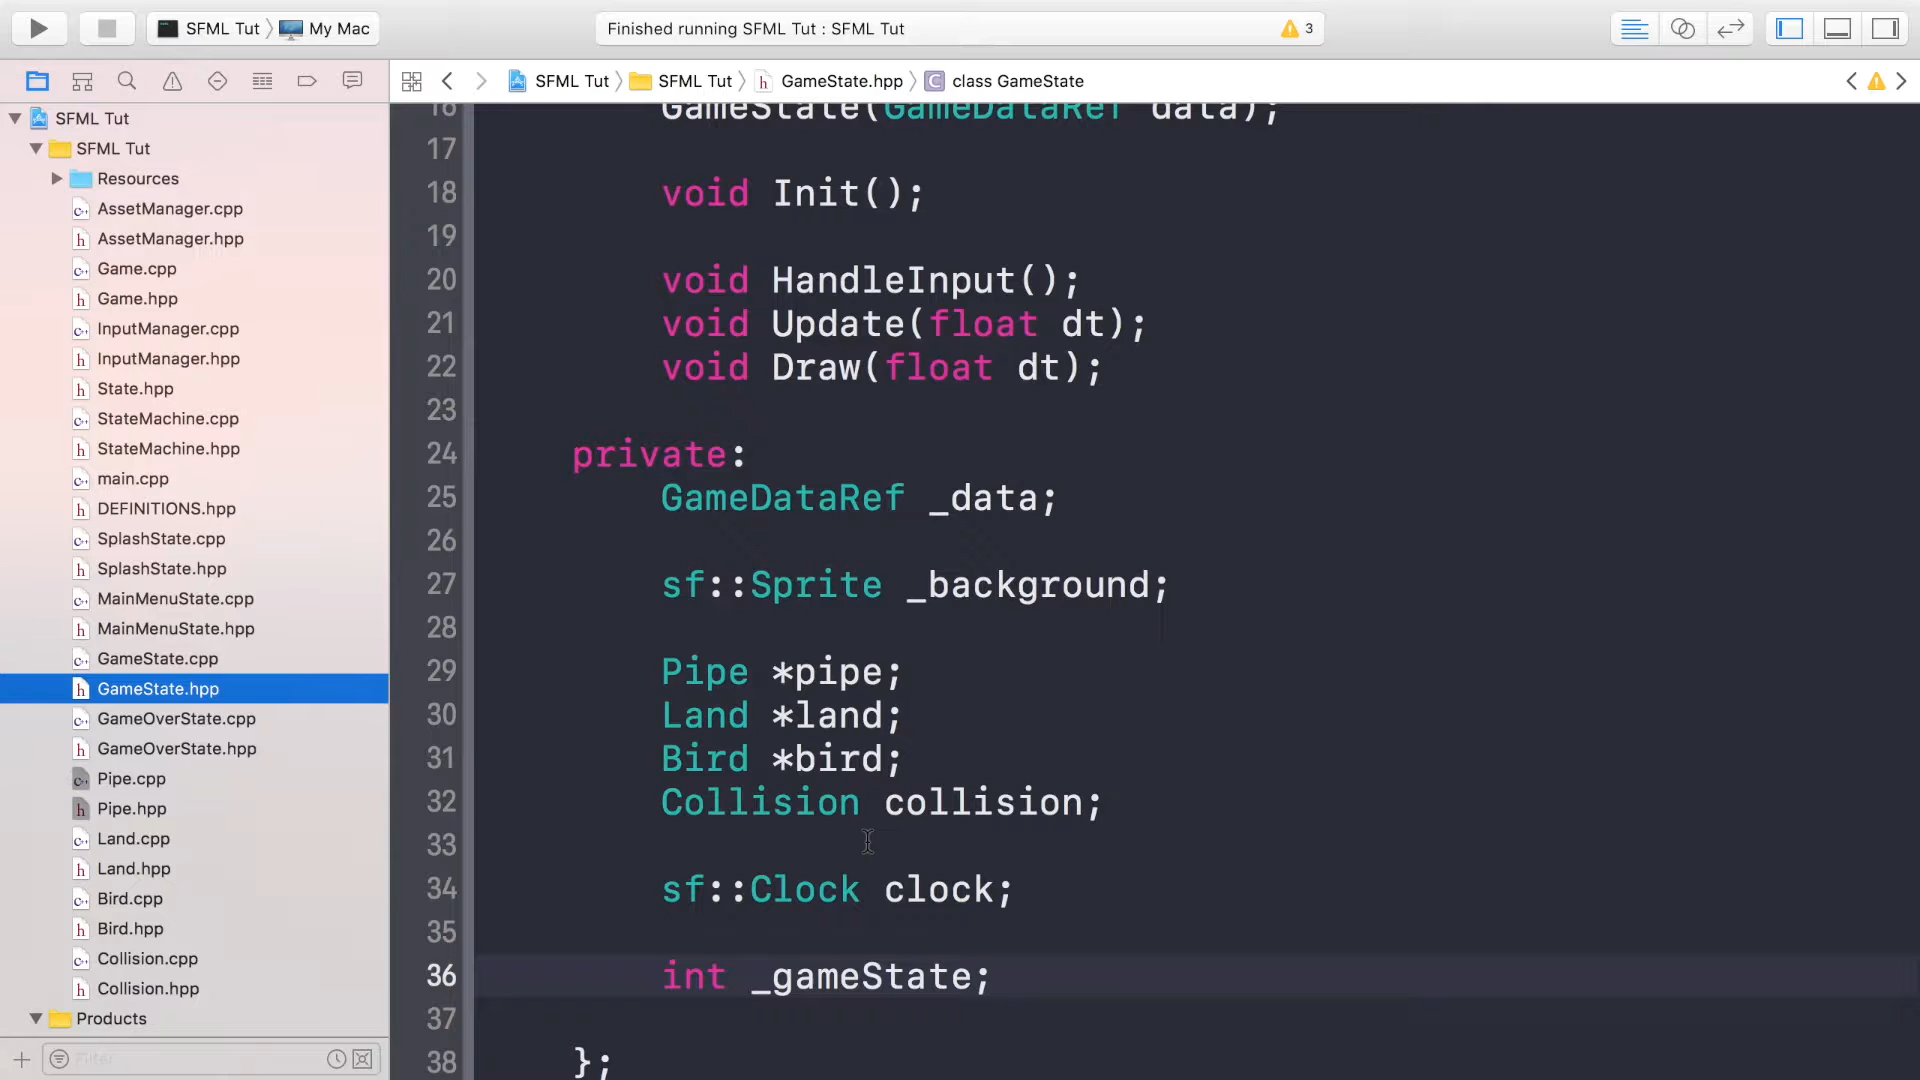 SFML Tut My Mac Finished running SFML Tut : SFML Tut 3
SFML Tut SFML Tut GameState.hpp class GameState
SFML Tut
SFML Tut
Resources
AssetManager.cpp
AssetManager.hpp
Game.cpp
Game.hpp
InputManager.cpp
InputManager.hpp
State.hpp
StateMachine.cpp
StateMachine.hpp
main.cpp
DEFINITIONS.hpp
SplashState.cpp
SplashState.hpp
MainMenuState.cpp
MainMenuState.hpp
GameState.cpp
GameState.hpp
GameOverState.cpp
GameOverState.hpp
Pipe.cpp
Pipe.hpp
Land.cpp
Land.hpp
Bird.cpp
Bird.hpp
Collision.cpp
Collision.hpp
Products
Filter
16 GameState(GameDataRef data);
17
18 void Init();
19
20 void HandleInput();
21 void Update(float dt);
22 void Draw(float dt);
23
24 private:
25 GameDataRef _data;
26
27 sf::Sprite _background;
28
29 Pipe *pipe;
30 Land *land;
31 Bird *bird;
32 Collision collision;
33
34 sf::Clock clock;
35
36 int _gameState;
37
38 };